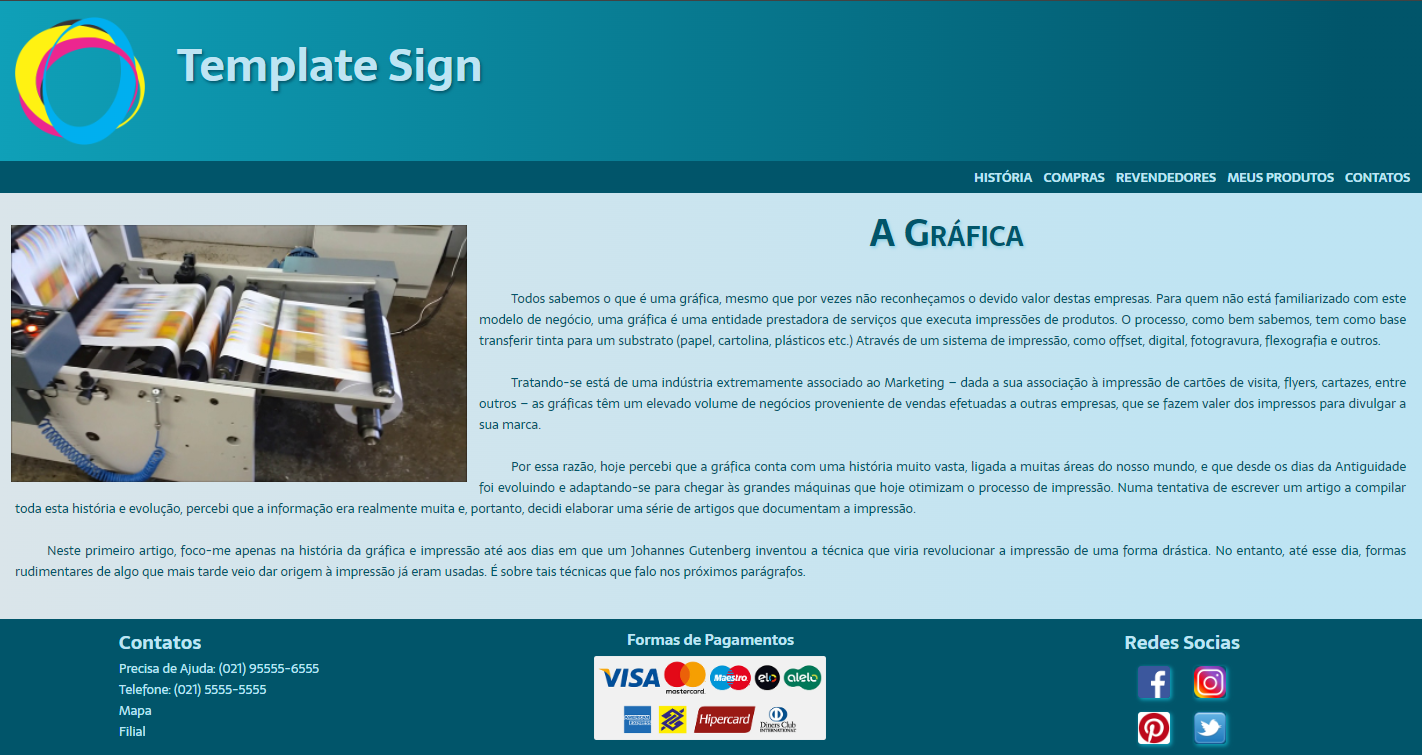 Template Sign
HISTÓRIA COMPRAS REVENDEDORES MEUS PRODUTOS CONTATOS
A GRÁFICA
Todos sabemos o que é uma gráfica, mesmo que por vezes não reconheçamos o devido valor destas empresas. Para quem não está familiarizado com este
modelo de negócio, uma gráfica é uma entidade prestadora de serviços que executa impressões de produtos. O processo, como bem sabemos, tem como base
transferir tinta para um substrato (papel, cartolina, plásticos etc.) Através de um sistema de impressão, como offset, digital, fotogravura, flexografia e outros.
Tratando-se está de uma indústria extremamente associado ao Marketing – dada a sua associação à impressão de cartões de visita, flyers, cartazes, entre
outros – as gráficas têm um elevado volume de negócios proveniente de vendas efetuadas a outras empresas, que se fazem valer dos impressos para divulgar a
sua marca.
Por essa razão, hoje percebi que a gráfica conta com uma história muito vasta, ligada a muitas áreas do nosso mundo, e que desde os dias da Antiguidade
foi evoluindo e adaptando-se para chegar às grandes máquinas que hoje otimizam o processo de impressão. Numa tentativa de escrever um artigo a compilar
toda esta história e evolução, percebi que a informação era realmente muita e, portanto, decidi elaborar uma série de artigos que documentam a impressão.
Neste primeiro artigo, foco-me apenas na história da gráfica e impressão até aos dias em que um Johannes Gutenberg inventou a técnica que viria revolucionar a impressão de uma forma drástica. No entanto, até esse dia, formas
rudimentares de algo que mais tarde veio dar origem à impressão já eram usadas. É sobre tais técnicas que falo nos próximos parágrafos.
Contatos
Precisa de Ajuda: (021) 95555-6555
Telefone: (021) 5555-5555
Mapa
Filial
Formas de Pagamentos
VISA mastercard. Maestro elo alelo
AMERICAN EXPRESS Hipercard Diners Club INTERNATIONAL
Redes Socias